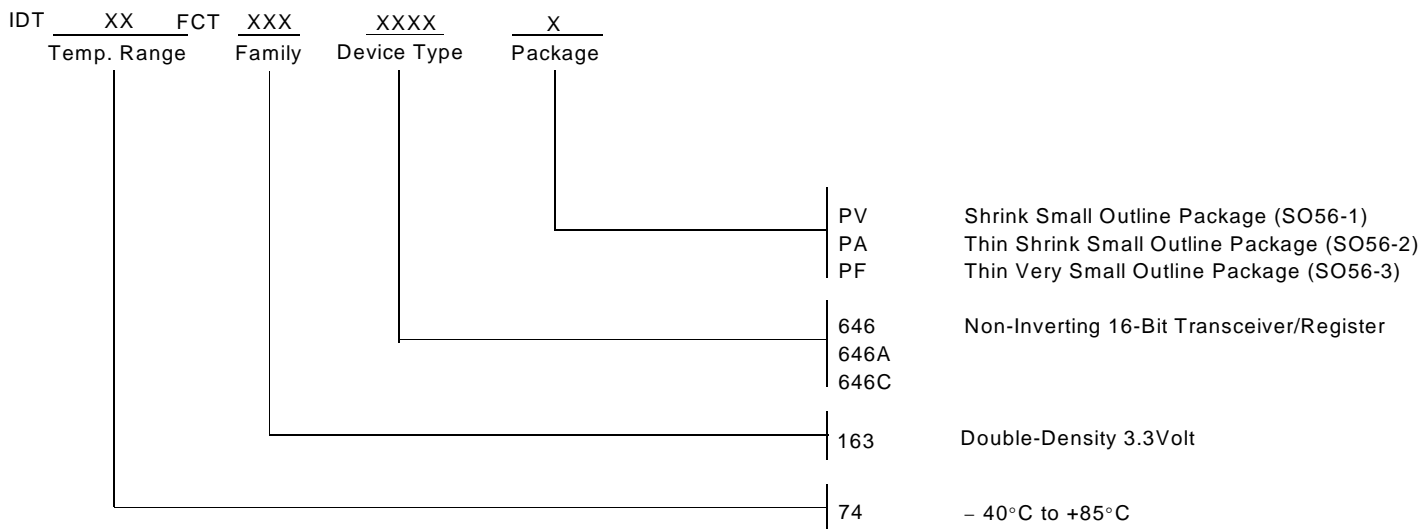 IDT XX FCT XXX XXXX X
Temp. Range Family Device Type Package
PV Shrink Small Outline Package (SO56-1)
PA Thin Shrink Small Outline Package (SO56-2)
PF Thin Very Small Outline Package (SO56-3)
646 Non-Inverting 16-Bit Transceiver/Register
646A
646C
163 Double-Density 3.3Volt
74 – 40°C to +85°C